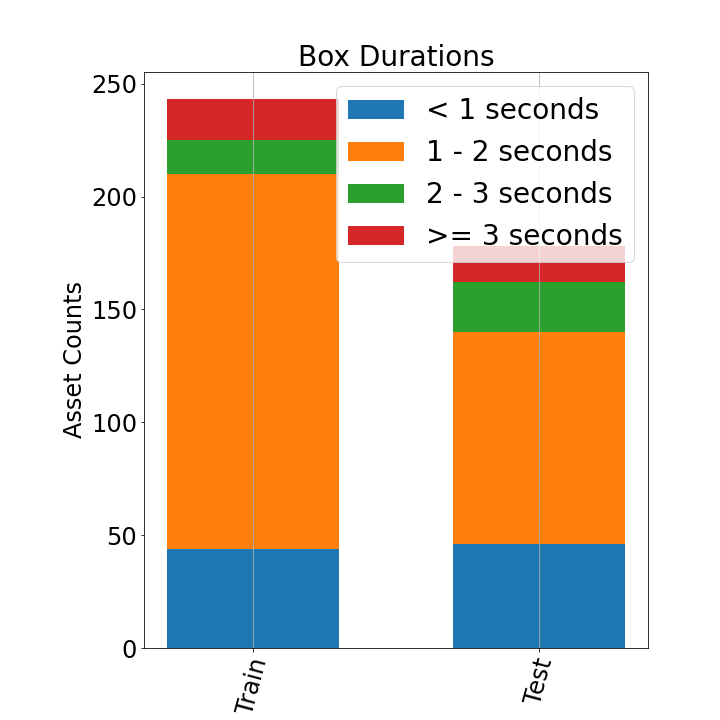 Box Durations
250
200
150
100
50
0
Asset Counts
< 1 seconds
1 - 2 seconds
2 - 3 seconds
>= 3 seconds
Train
Test